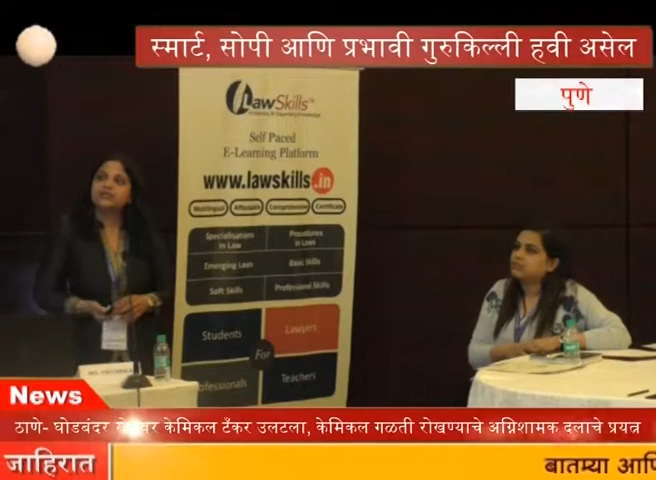 स्मार्ट, सोपी आणि प्रभावी गुरुकिल्ली हवी असेल
पुणे
LawSkills™
Self Paced
E-Learning Platform
www.lawskills.in
Multilingual Affordable Comprehensive Certificate
Specialisations in Law
Procedures in Laws
Emerging Laws
Basic Skills
Soft Skills
Professional Skills
Students
Lawyers
For
Professionals
Teachers
News
ठाणे- घोडबंदर केमिकल टँकर उलटला, केमिकल गळती रोखण्याचे अग्निशामक दलाचे प्रयत्न
जाहिरात
बातम्या आणि